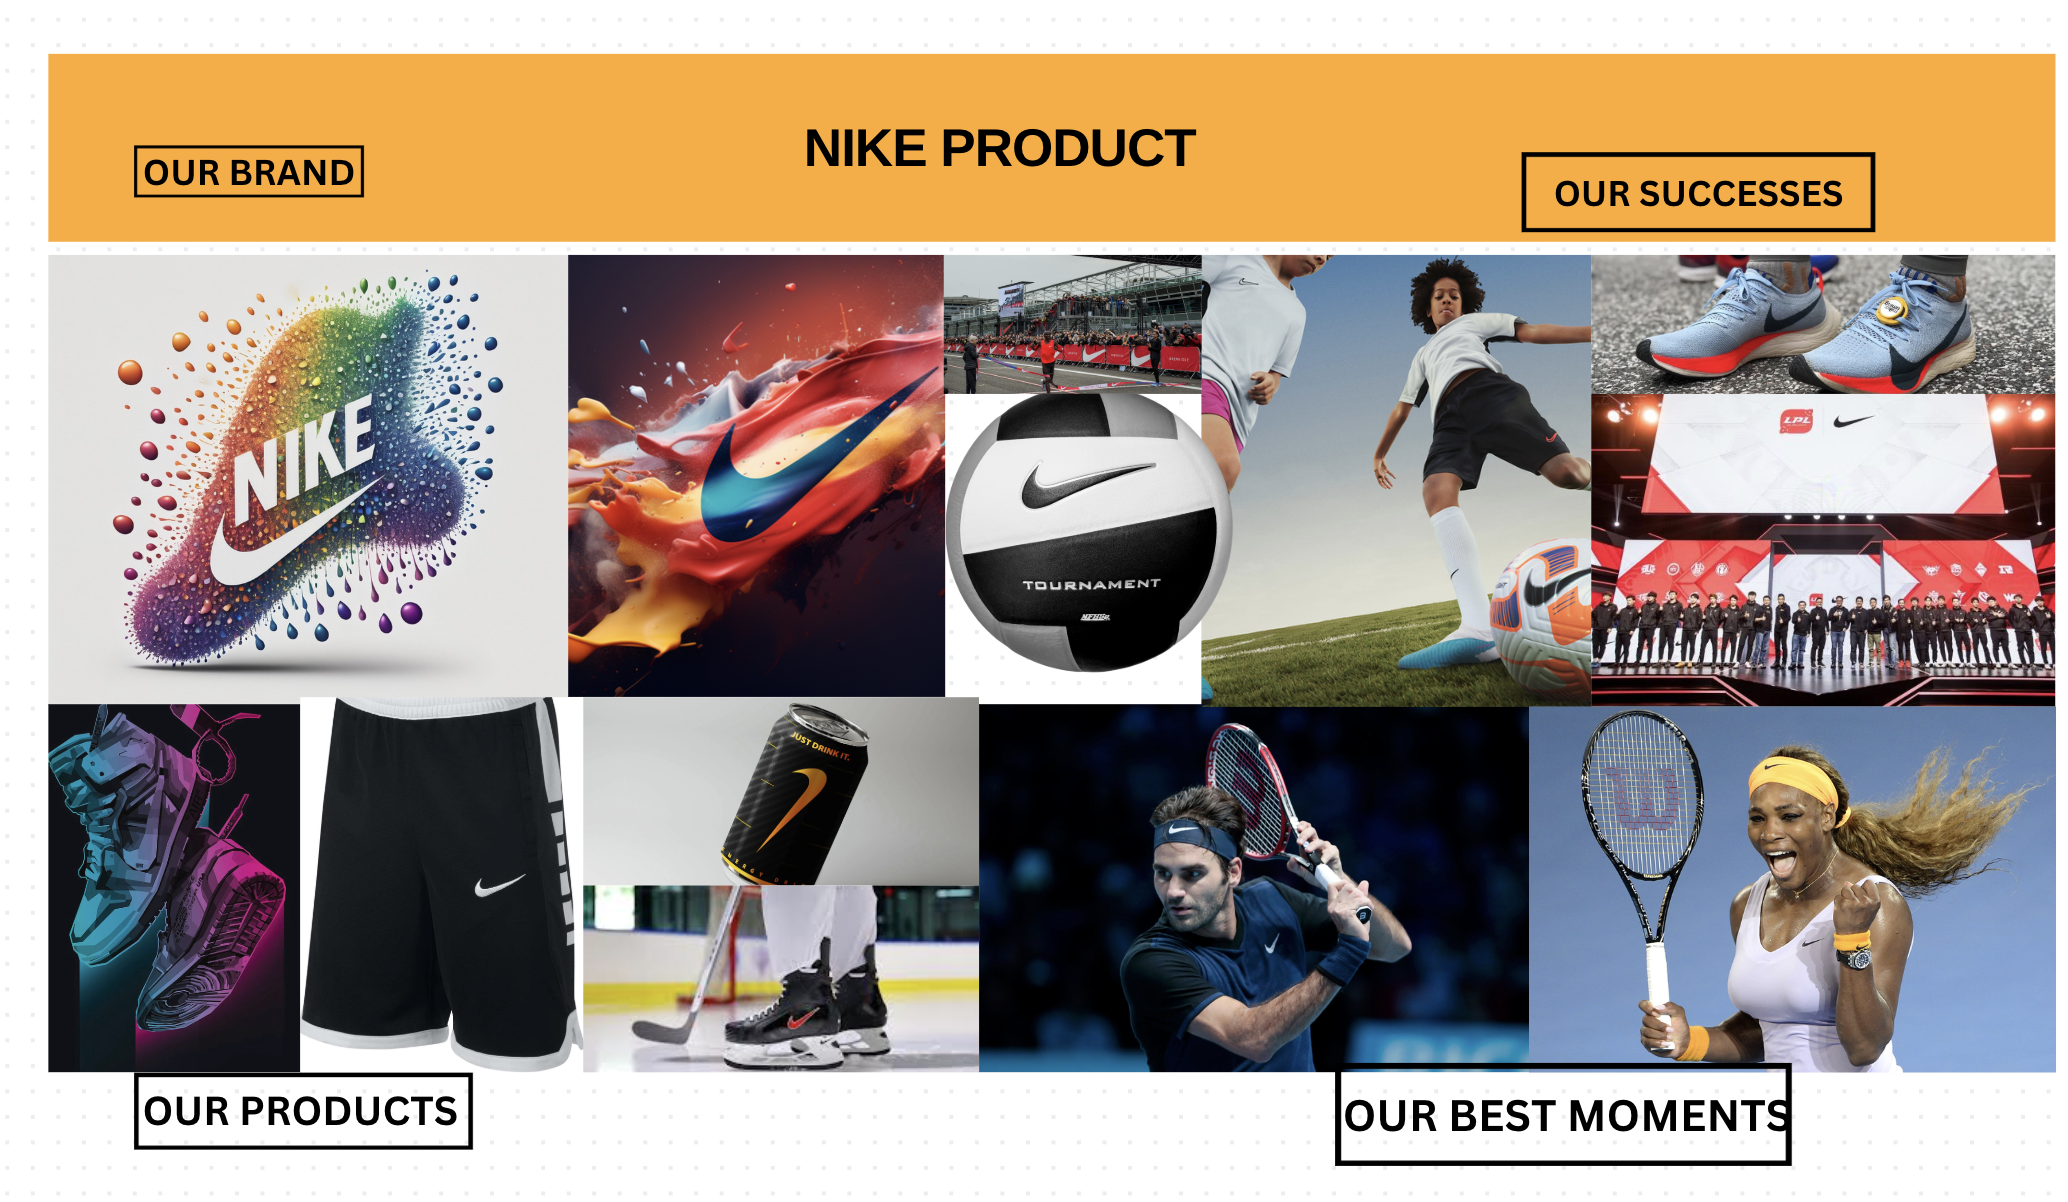 NIKE PRODUCT
OUR BRAND
OUR SUCCESSES
NIKE
TOURNAMENT
LPL
JUST DRINK IT.
OUR PRODUCTS
OUR BEST MOMENTS